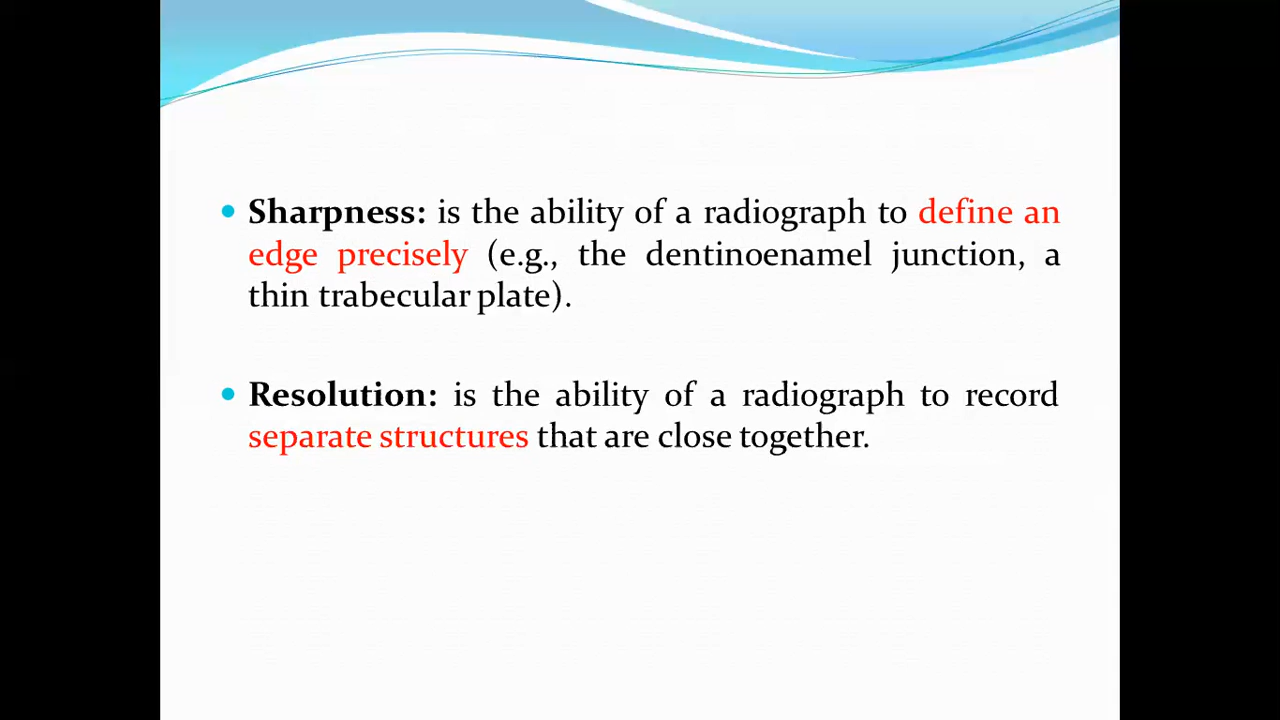 • Sharpness: is the ability of a radiograph to define an
edge precisely (e.g., the dentinoenamel junction, a
thin trabecular plate).
• Resolution: is the ability of a radiograph to record
separate structures that are close together.